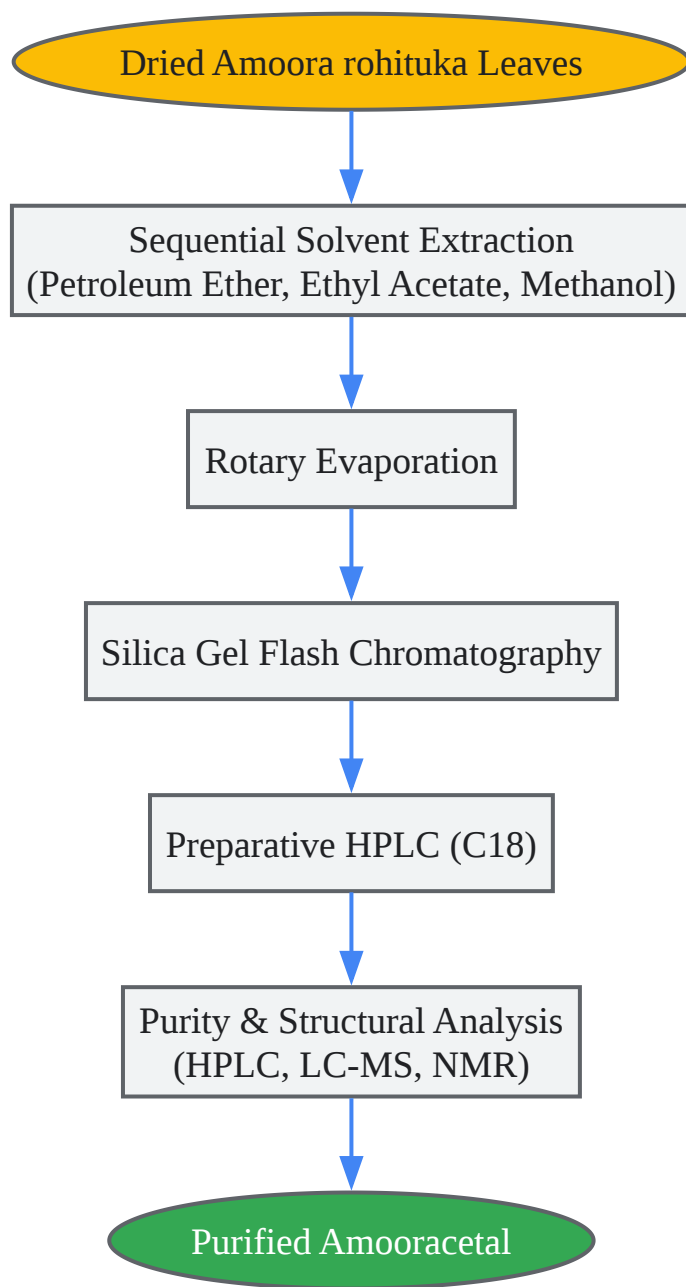 Dried Amoora rohituka Leaves
Sequential Solvent Extraction
(Petroleum Ether, Ethyl Acetate, Methanol)
Rotary Evaporation
Silica Gel Flash Chromatography
Preparative HPLC (C18)
Purity & Structural Analysis
(HPLC, LC-MS, NMR)
Purified Amooracetal